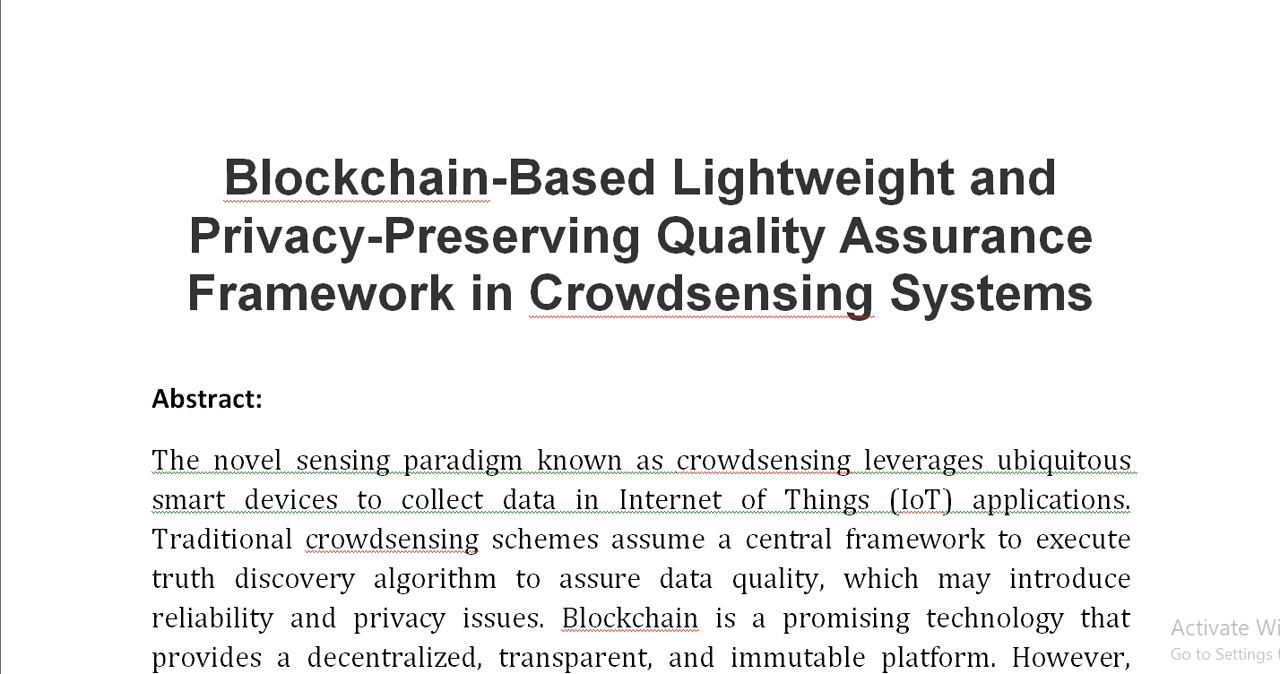 Blockchain-Based Lightweight and
Privacy-Preserving Quality Assurance
Framework in Crowdsensing Systems
Abstract:
The novel sensing paradigm known as crowdsensing leverages ubiquitous
smart devices to collect data in Internet of Things (IoT) applications.
Traditional crowdsensing schemes assume a central framework to execute
truth discovery algorithm to assure data quality, which may introduce
reliability and privacy issues. Blockchain is a promising technology that
provides a decentralized, transparent, and immutable platform. However,
Activate Wi
Go to Settings t